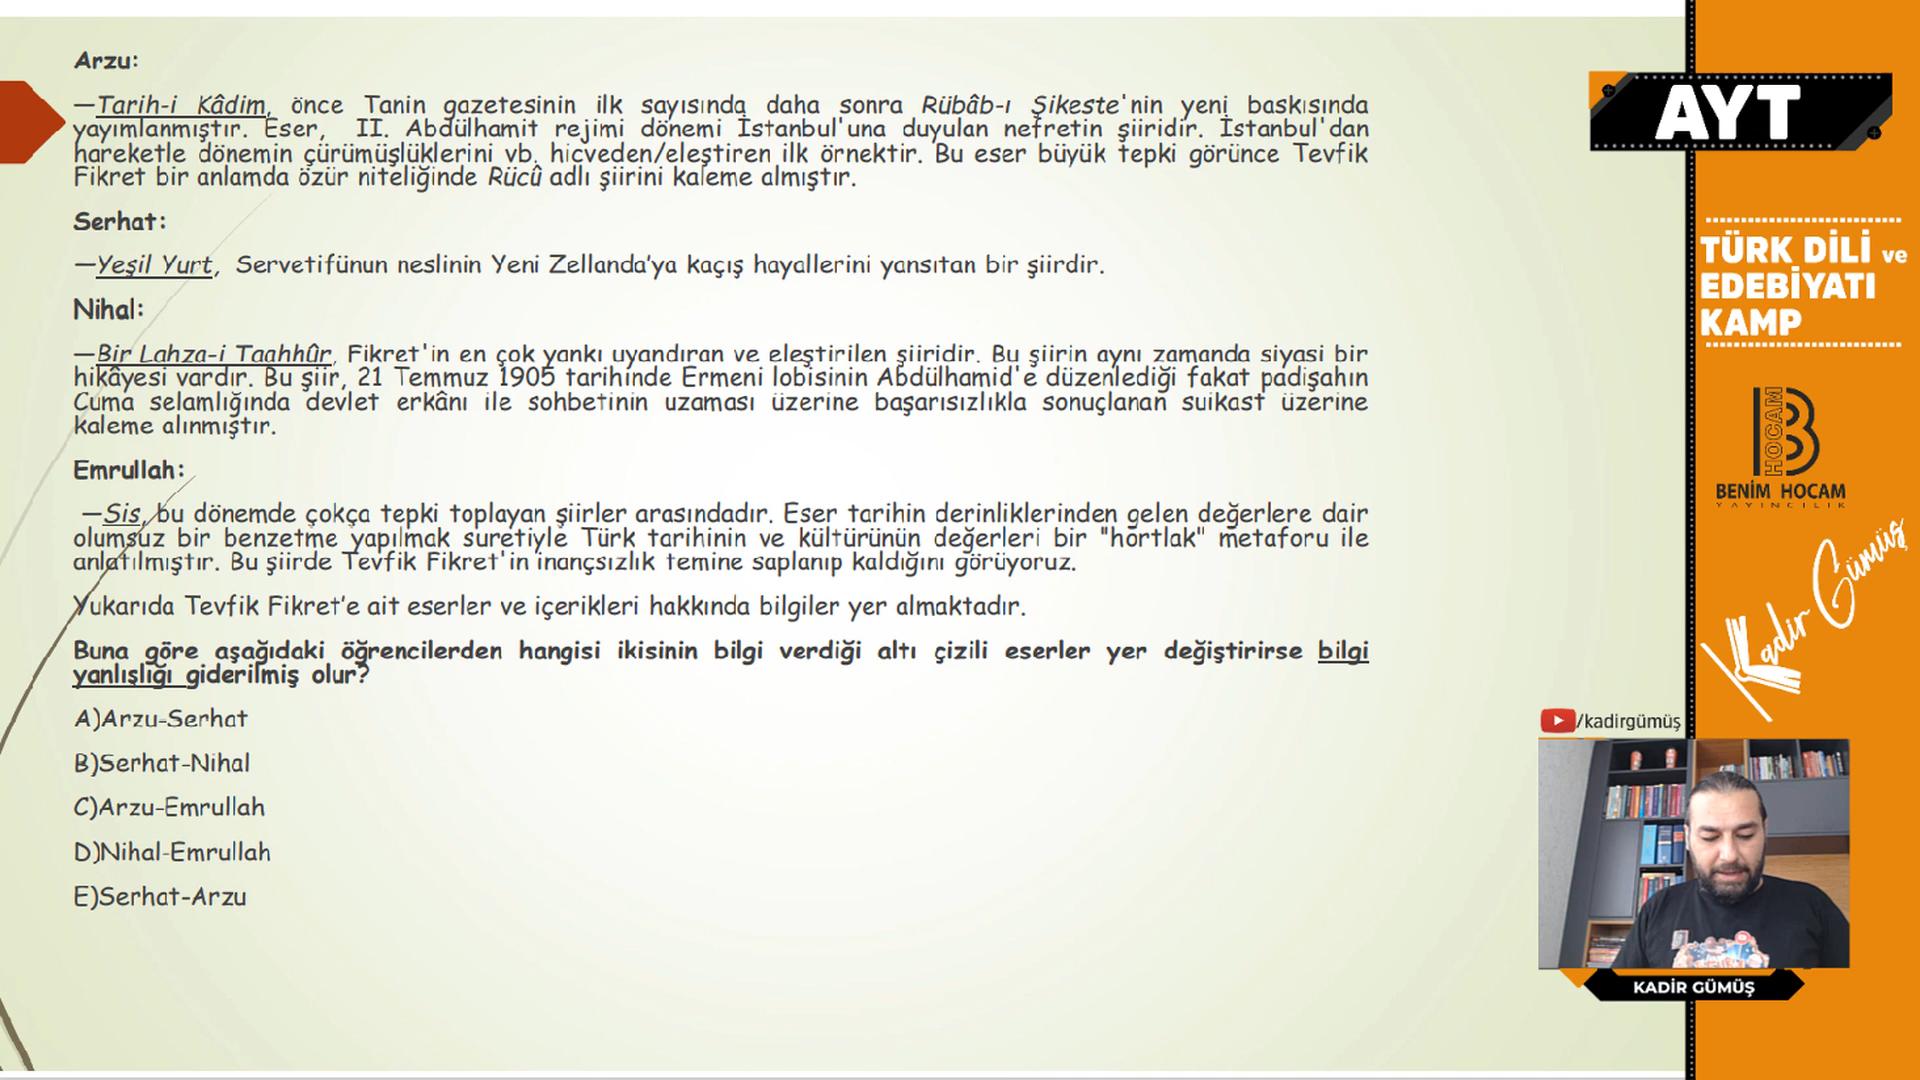 Arzu:
—Tarih-i Kâdim, önce Tanin gazetesinin ilk sayısında daha sonra Rübâb-ı Şikeste'nin yeni baskısında
yayımlanmıştır. Eser, II. Abdülhamit rejimi dönemi İstanbul'una duyulan nefretin şiiridir. İstanbul'dan
hareketle dönemin çürümüşlüklerini vb. hicveden/eleştiren ilk örnektir. Bu eser büyük tepki görünce Tevfik
Fikret bir anlamda özür niteliğinde Rücû adlı şiirini kaleme almıştır.
Serhat:
—Yeşil Yurt, Servetifünun neslinin Yeni Zellanda'ya kaçış hayallerini yansıtan bir şiirdir.
Nihal:
—Bir Lahza-i Taahhûr, Fikret'in en çok yankı uyandıran ve eleştirilen şiiridir. Bu şiirin aynı zamanda siyasi bir
hikâyesi vardır. Bu şiir, 21 Temmuz 1905 tarihinde Ermeni lobisinin Abdülhamid'e düzenlediği fakat padişahın
Cuma selamlığında devlet erkânı ile sohbetinin uzaması üzerine başarısızlıkla sonuçlanan suikast üzerine
kaleme alınmıştır.
Emrullah:
—Sis, bu dönemde çokça tepki toplayan şiirler arasındadır. Eser tarihin derinliklerinden gelen değerlere dair
olumsuz bir benzetme yapılmak suretiyle Türk tarihinin ve kültürünün değerleri bir "hortlak" metaforu ile
anlatılmıştır. Bu şiirde Tevfik Fikret'in inançsızlık temine saplanıp kaldığını görüyoruz.
Yukarıda Tevfik Fikret'e ait eserler ve içerikleri hakkında bilgiler yer almaktadır.
Buna göre aşağıdaki öğrencilerden hangisi ikisinin bilgi verdiği altı çizili eserler yer değiştirirse bilgi
yanlışlığı giderilmiş olur?
A)Arzu-Serhat
B)Serhat-Nihal
C)Arzu-Emrullah
D)Nihal-Emrullah
E)Serhat-Arzu
AYT
TÜRK DİLİ ve
EDEBİYATI
KAMP
HOCAM
BENİM HOCAM
YAYINCILIK
Kadir Gümüş
/kadirgümüş
KADİR GÜMÜŞ